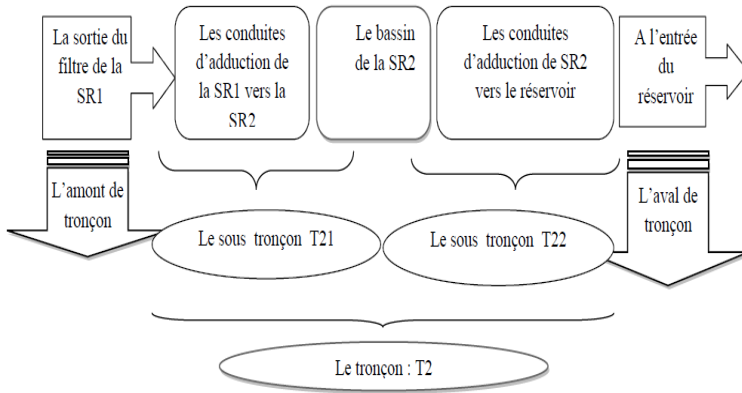 La sortie du
filtre de la
SR1
Les conduites
d’adduction de
la SR1 vers la
SR2
Le bassin
de la SR2
Les conduites
d’adduction de SR2
vers le réservoir
A l’entrée
du
réservoir
L’amont de
tronçon
L’aval de
tronçon
Le sous tronçon T21
Le sous tronçon T22
Le tronçon : T2